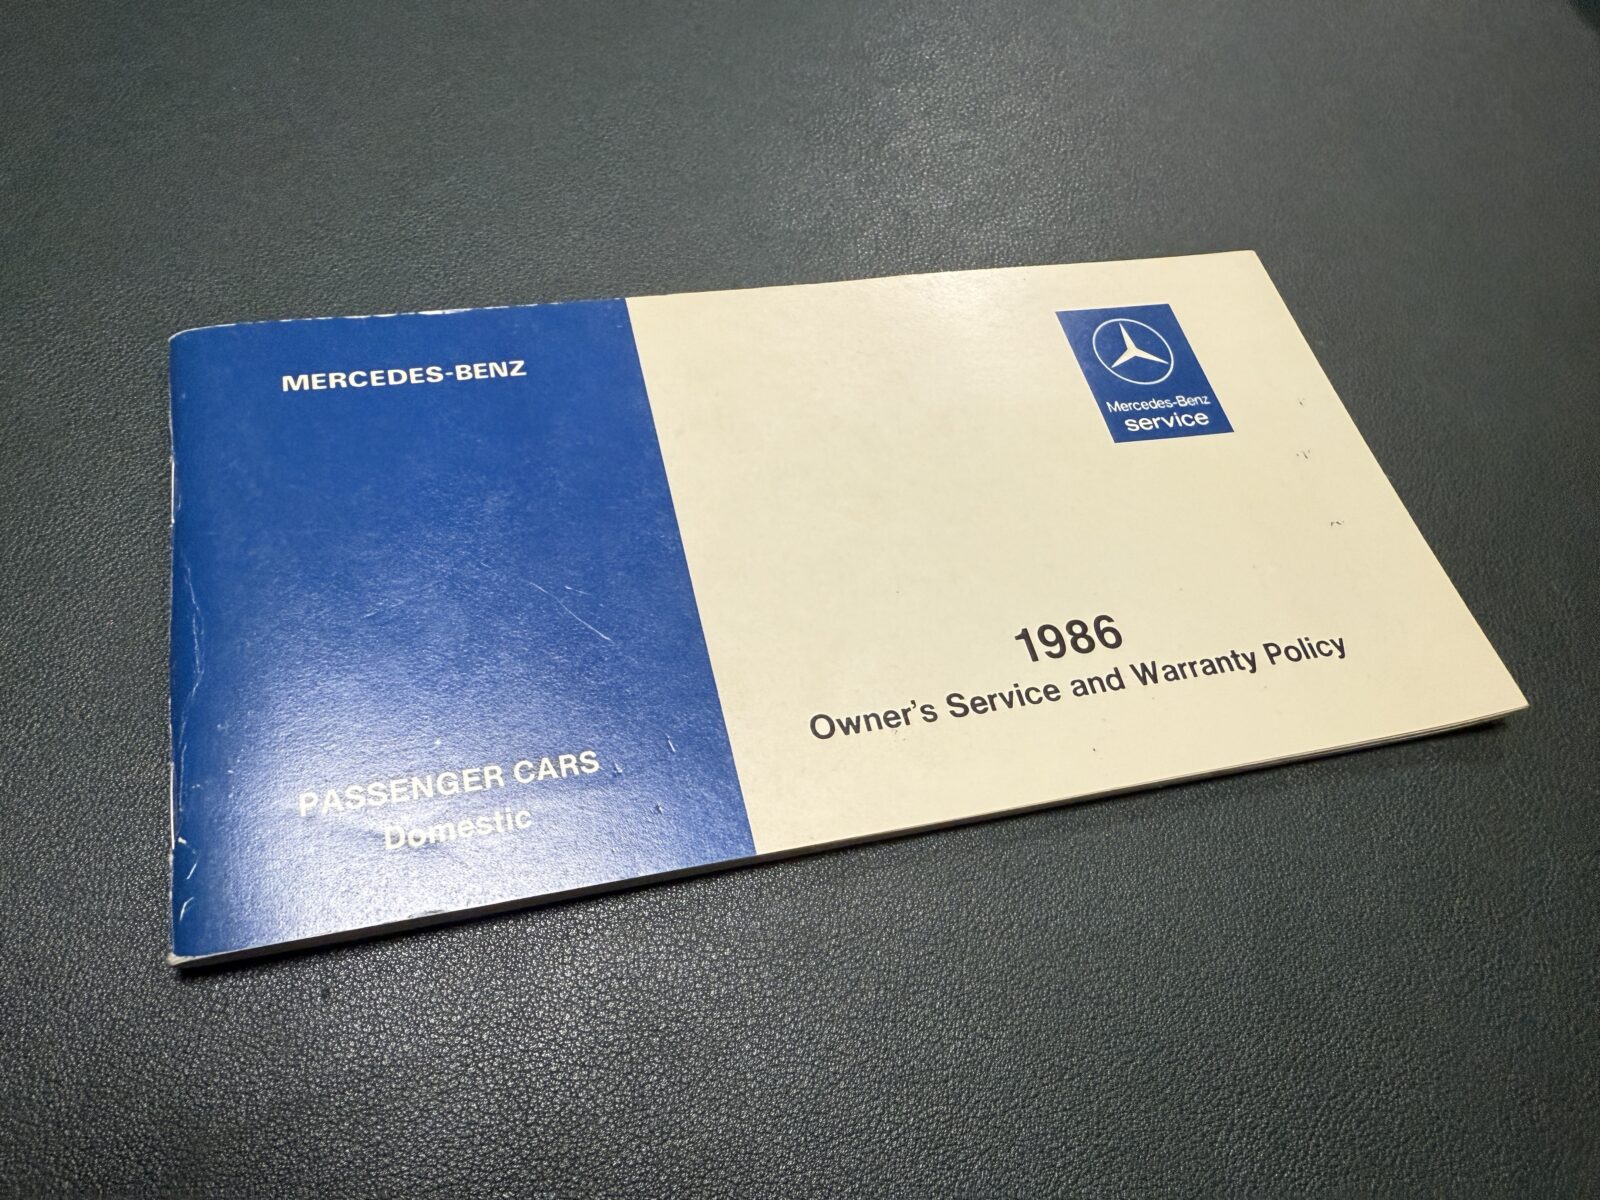 MERCEDES-BENZ
Mercedes-Benz
service
1986
Owner's Service and Warranty Policy
PASSENGER CARS
Domestic